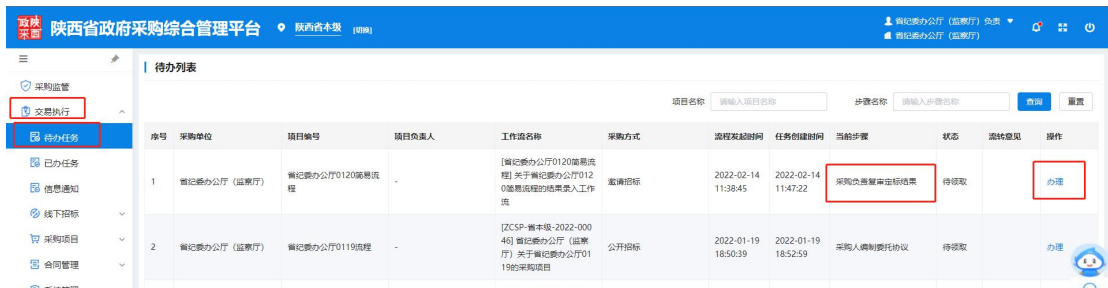 政陕
采西
陕西省政府采购综合管理平台
陕西省本级
[切换]
省纪委办公厅（监察厅）负责
省纪委办公厅（监察厅）
采购监管
交易执行
待办任务
已办任务
信息通知
线下招标
采购项目
合同管理
待办列表
项目名称 请输入项目名称 步骤名称 请输入步骤名称 查询 重置
序号 采购单位 项目编号 项目负责人 工作流名称 采购方式 流程发起时间 任务创建时间 当前步骤 状态 流转意见 操作
[省纪委办公厅0120简易流
省纪委办公厅0120简易流 程] 关于省纪委办公厅012 2022-02-14 2022-02-14
1 省纪委办公厅（监察厅） - 邀请招标 采购负责复审定标结果 待领取 办理
程 0简易流程的结果录入工作 11:38:45 11:47:22
流
[ZCSP-省本级-2022-000
46] 省纪委办公厅（监察 2022-01-19 2022-01-19
2 省纪委办公厅（监察厅） 省纪委办公厅0119流程 - 公开招标 采购人编制委托协议 待领取 办理
厅）关于省纪委办公厅01 18:50:39 18:52:59
19的采购项目